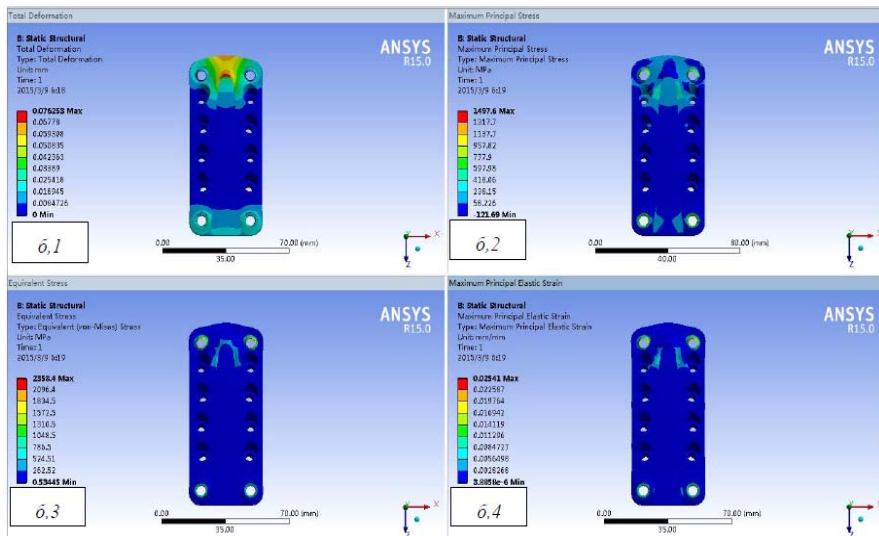 Total Deformation
B: Static Structural
Total Deformation
Type: Total Deformation
Unit: mm
Time: 1
2015/3/9 6:18
0.076253 Max
0.06778
0.059308
0.050835
0.042363
0.03389
0.025418
0.016945
0.0084726
0 Min
б,1
ANSYS
R15.0
0.00
70.00 (mm)
35.00
X
Z
Maximum Principal Stress
B: Static Structural
Maximum Principal Stress
Type: Maximum Principal Stress
Unit: MPa
Time: 1
2015/3/9 6:19
1497.6 Max
1317.7
1137.7
957.82
777.9
597.98
418.06
238.15
58.226
-121.69 Min
б,2
ANSYS
R15.0
0.00
80.00 (mm)
40.00
X
Z
Equivalent Stress
B: Static Structural
Equivalent Stress
Type: Equivalent (von-Mises) Stress
Unit: MPa
Time: 1
2015/3/9 6:19
2358.4 Max
2096.4
1834.5
1572.5
1310.5
1048.5
786.5
524.51
262.52
0.53445 Min
б,3
ANSYS
R15.0
0.00
70.00 (mm)
35.00
X
Z
Maximum Principal Elastic Strain
B: Static Structural
Maximum Principal Elastic Strain
Type: Maximum Principal Elastic Strain
Unit: mm/mm
Time: 1
2015/3/9 6:19
0.02541 Max
0.022587
0.019764
0.016942
0.014119
0.011296
0.0084727
0.0056498
0.0028268
3.8858e-6 Min
б,4
ANSYS
R15.0
0.00
70.00 (mm)
35.00
X
Z